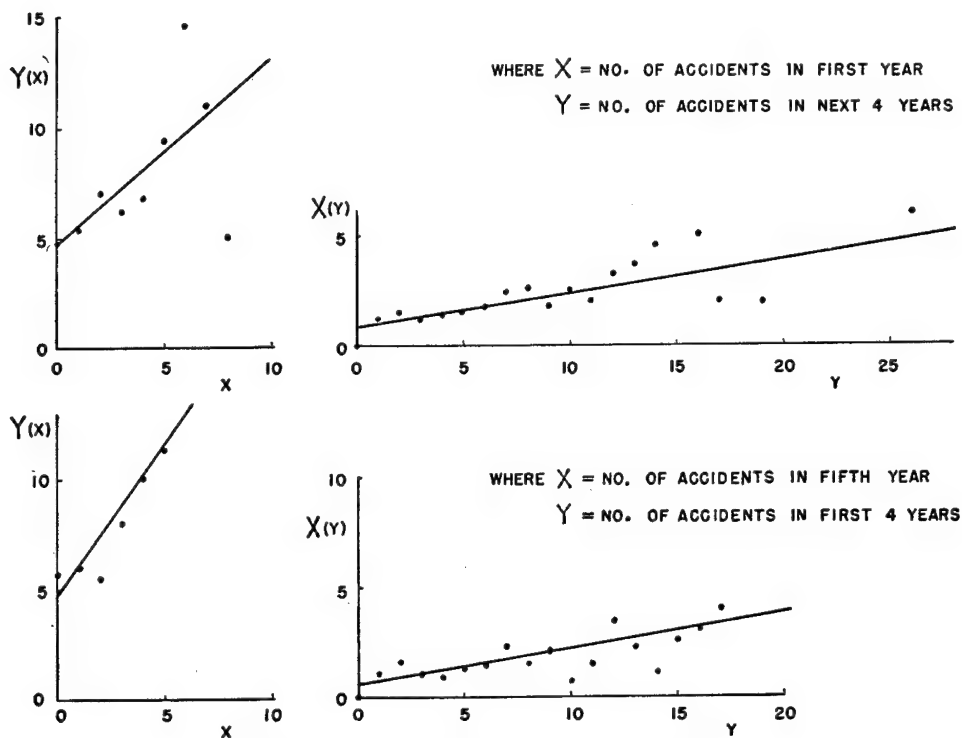 15
Y(X)
10
5
0
0 5 10
X
WHERE X = NO. OF ACCIDENTS IN FIRST YEAR
Y = NO. OF ACCIDENTS IN NEXT 4 YEARS
X(Y)
5
0
0 5 10 15 20 25
Y
Y(X)
10
5
0
0 5 10
X
WHERE X = NO. OF ACCIDENTS IN FIFTH YEAR
Y = NO. OF ACCIDENTS IN FIRST 4 YEARS
10
X(Y)
5
0
0 5 10 15 20
Y